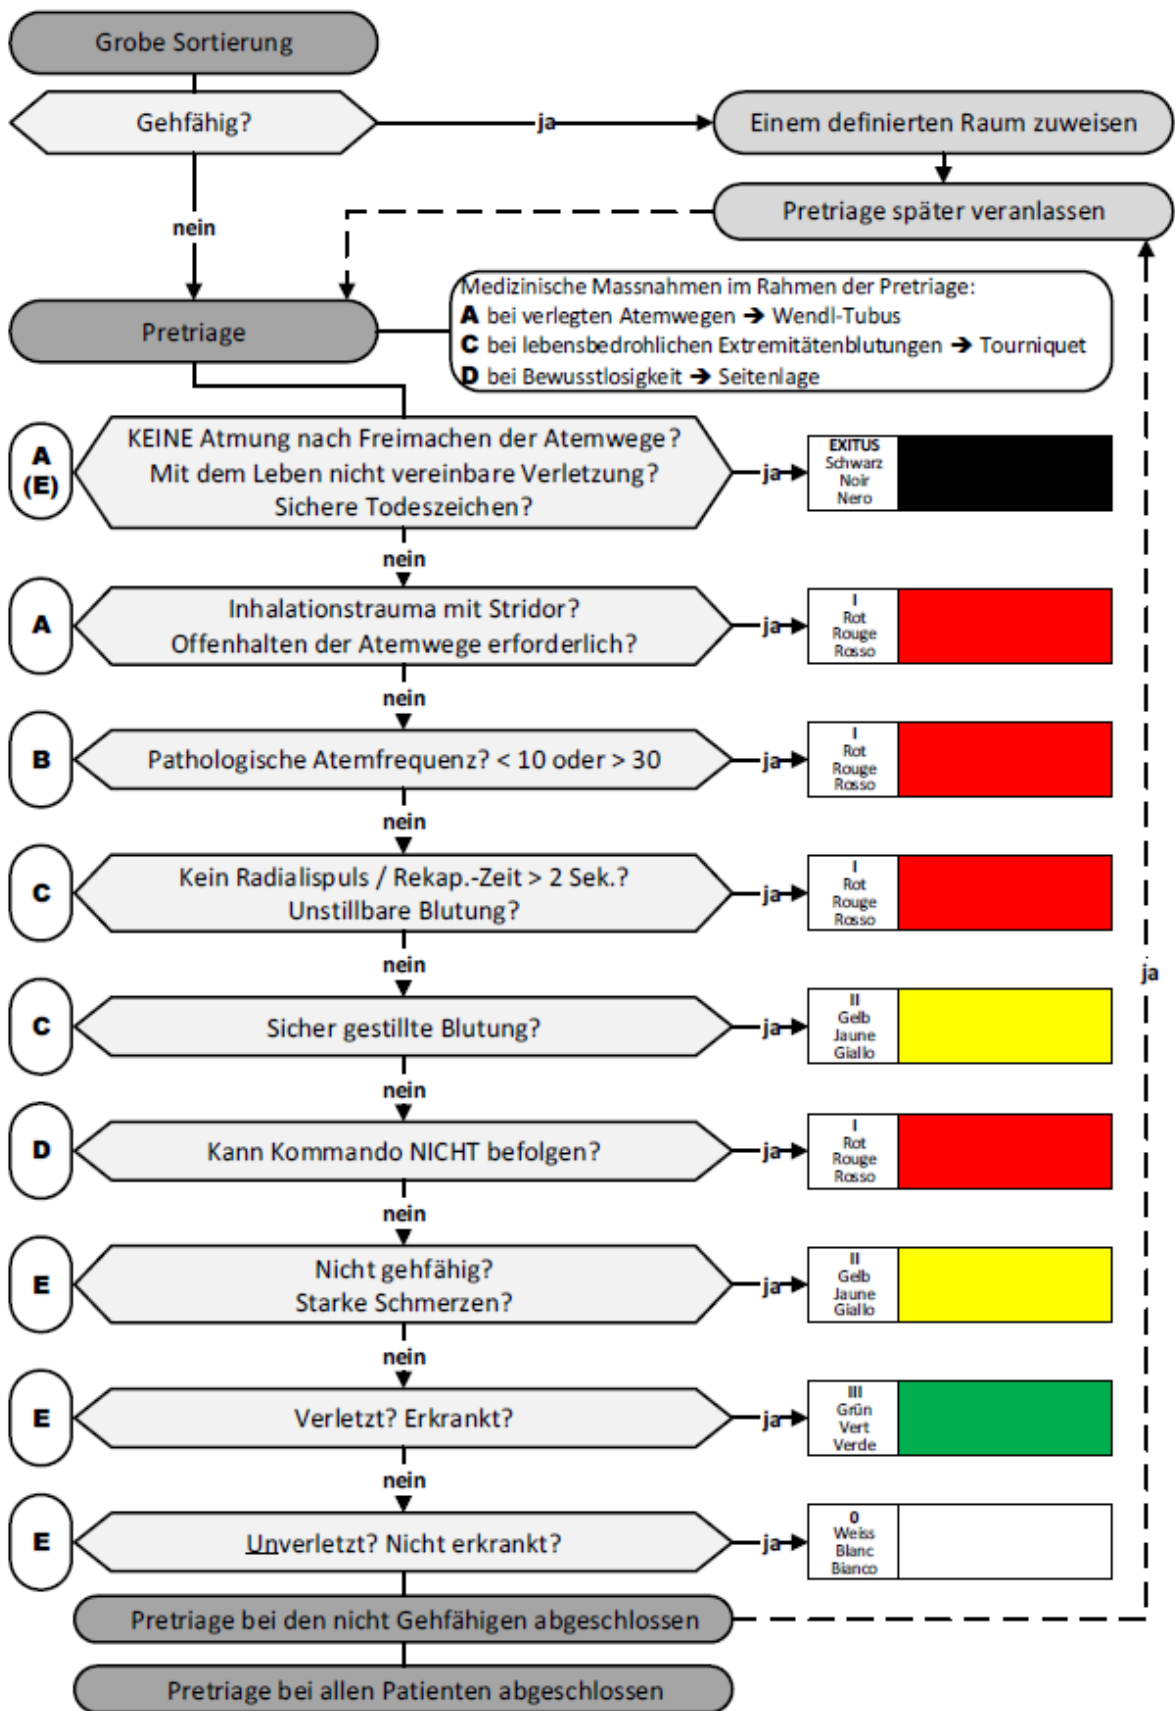 Grobe Sortierung
Gehfähig?
ja
Einem definierten Raum zuweisen
Pretriage später veranlassen
nein
Pretriage
Medizinische Massnahmen im Rahmen der Pretriage:
A bei verlegten Atemwegen ➔ Wendl-Tubus
C bei lebensbedrohlichen Extremitätenblutungen ➔ Tourniquet
D bei Bewusstlosigkeit ➔ Seitenlage
A
(E)
KEINE Atmung nach Freimachen der Atemwege?
Mit dem Leben nicht vereinbare Verletzung?
Sichere Todeszeichen?
ja
EXITUS
Schwarz
Noir
Nero
nein
A
Inhalationstrauma mit Stridor?
Offenhalten der Atemwege erforderlich?
ja
I
Rot
Rouge
Rosso
nein
B
Pathologische Atemfrequenz? < 10 oder > 30
ja
I
Rot
Rouge
Rosso
nein
C
Kein Radialispuls / Rekap.-Zeit > 2 Sek.?
Unstillbare Blutung?
ja
I
Rot
Rouge
Rosso
nein
ja
C
Sicher gestillte Blutung?
ja
II
Gelb
Jaune
Giallo
nein
D
Kann Kommando NICHT befolgen?
ja
I
Rot
Rouge
Rosso
nein
E
Nicht gehfähig?
Starke Schmerzen?
ja
II
Gelb
Jaune
Giallo
nein
E
Verletzt? Erkrankt?
ja
III
Grün
Vert
Verde
nein
E
Unverletzt? Nicht erkrankt?
ja
0
Weiss
Blanc
Bianco
Pretriage bei den nicht Gehfähigen abgeschlossen
Pretriage bei allen Patienten abgeschlossen